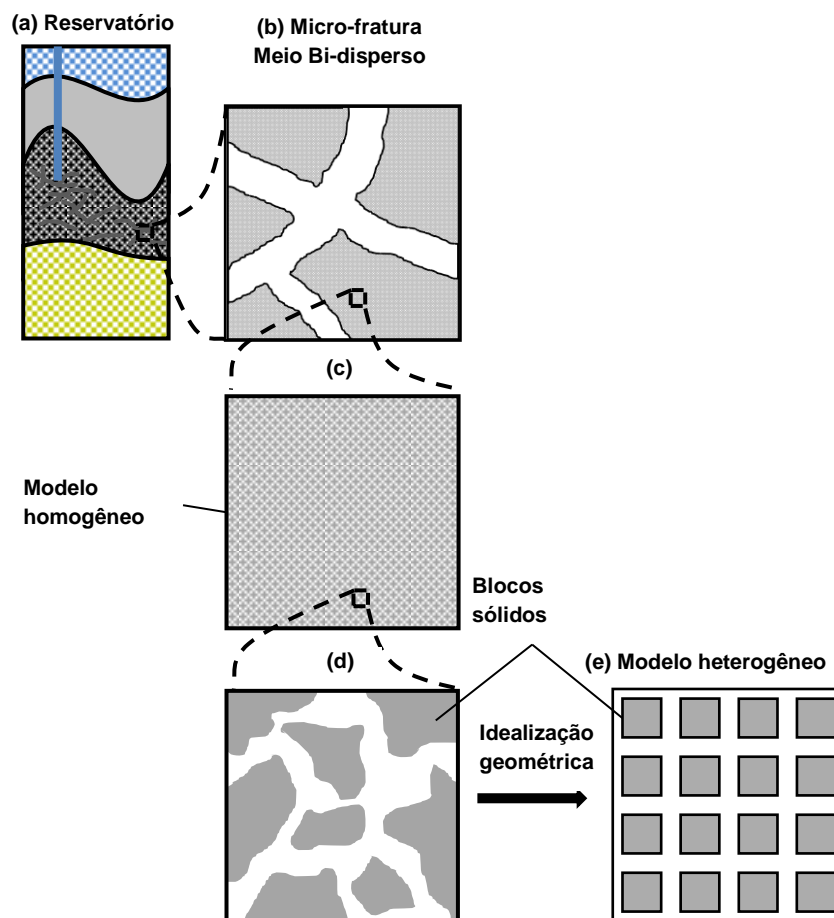 (a) Reservatório
(b) Micro-fratura
Meio Bi-disperso
(c)
Modelo
homogêneo
Blocos
sólidos
(d)
(e) Modelo heterogêneo
Idealização
geométrica